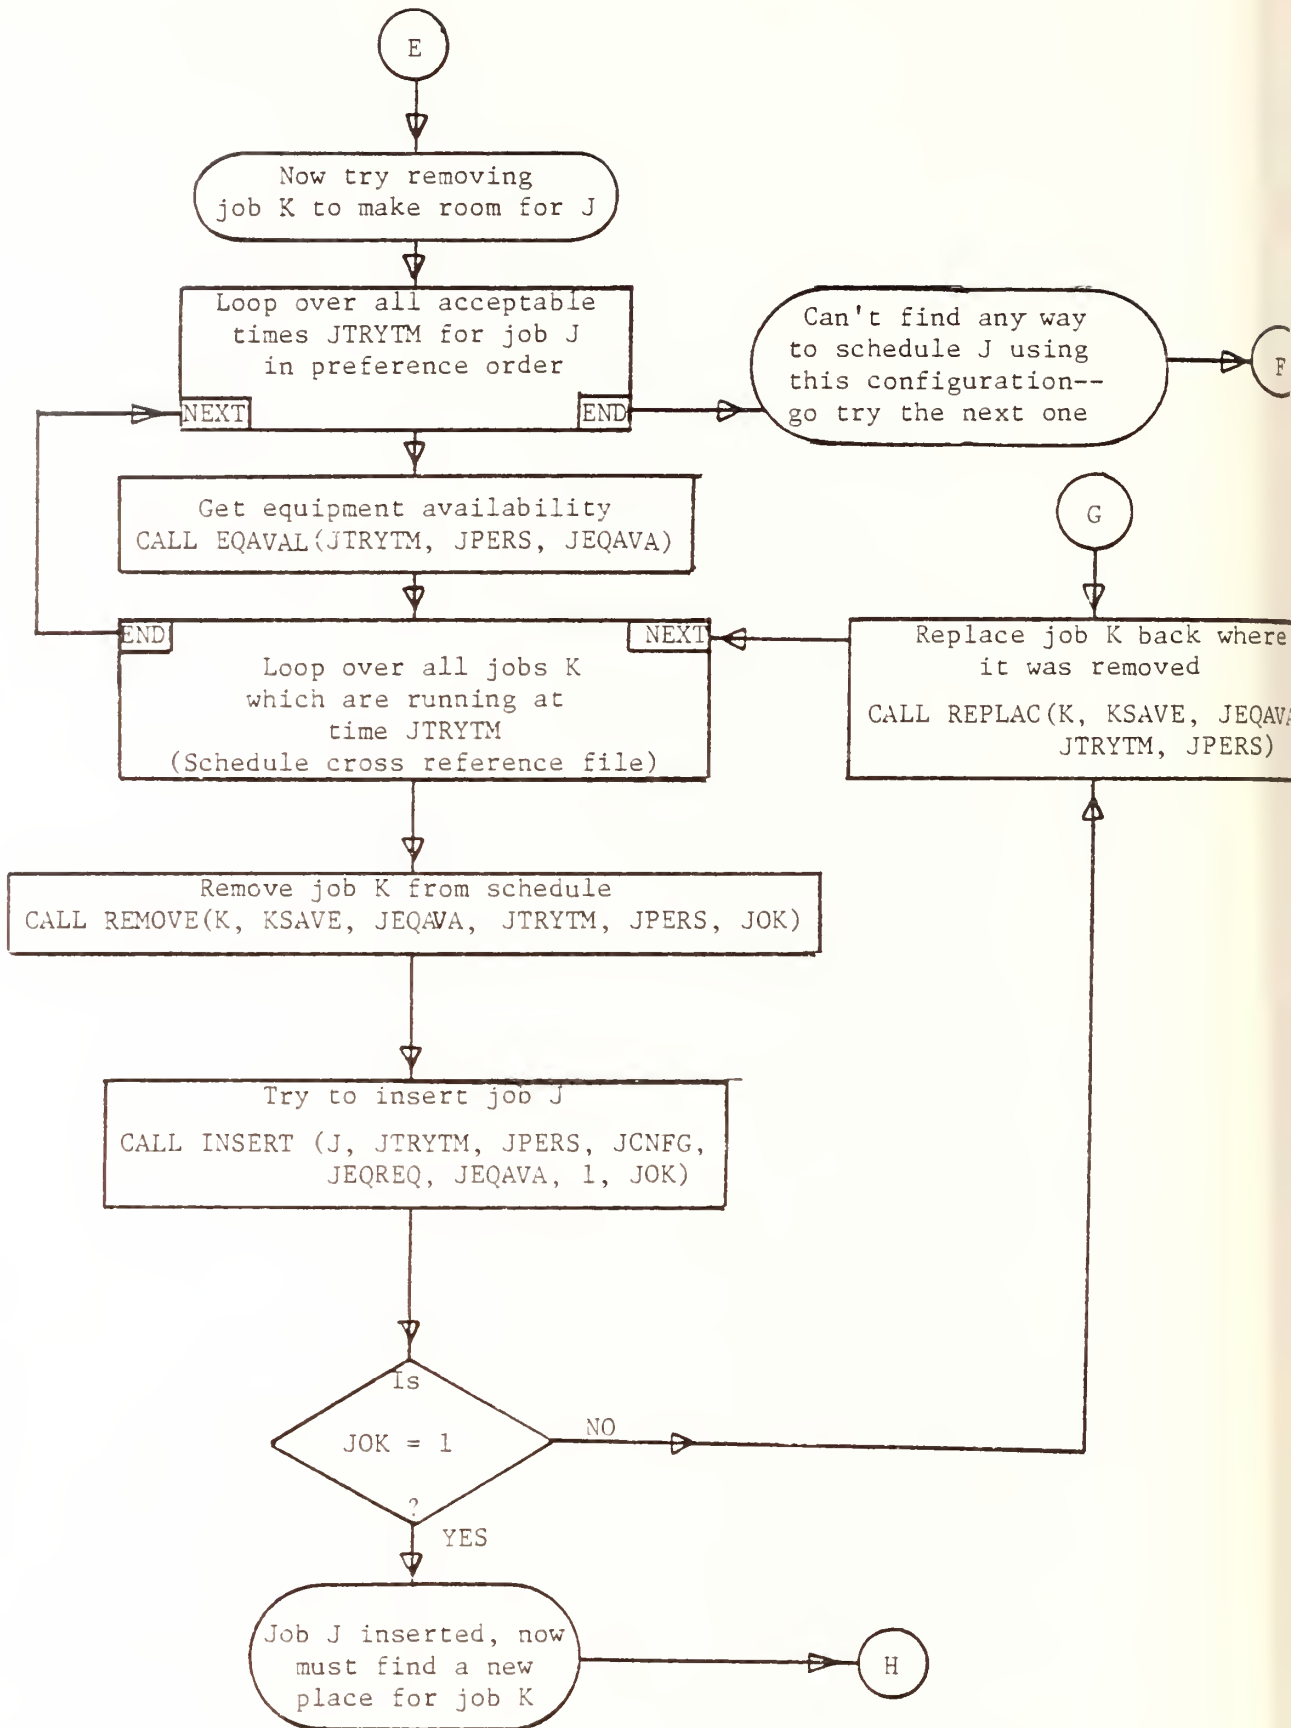 E
Now try removing
job K to make room for J
Loop over all acceptable
times JTRYTM for job J
in preference order
NEXT
END
Can't find any way
to schedule J using
this configuration--
go try the next one
F
Get equipment availability
CALL EQAVAL(JTRYTM, JPERS, JEQAVA)
G
END
NEXT
Loop over all jobs K
which are running at
time JTRYTM
(Schedule cross reference file)
Replace job K back where
it was removed
CALL REPLAC(K, KSAVE, JEQAVA
JTRYTM, JPERS)
Remove job K from schedule
CALL REMOVE(K, KSAVE, JEQAVA, JTRYTM, JPERS, JOK)
Try to insert job J
CALL INSERT (J, JTRYTM, JPERS, JCNFG,
JEQREQ, JEQAVA, 1, JOK)
Is
JOK = 1
?
NO
YES
Job J inserted, now
must find a new
place for job K
H